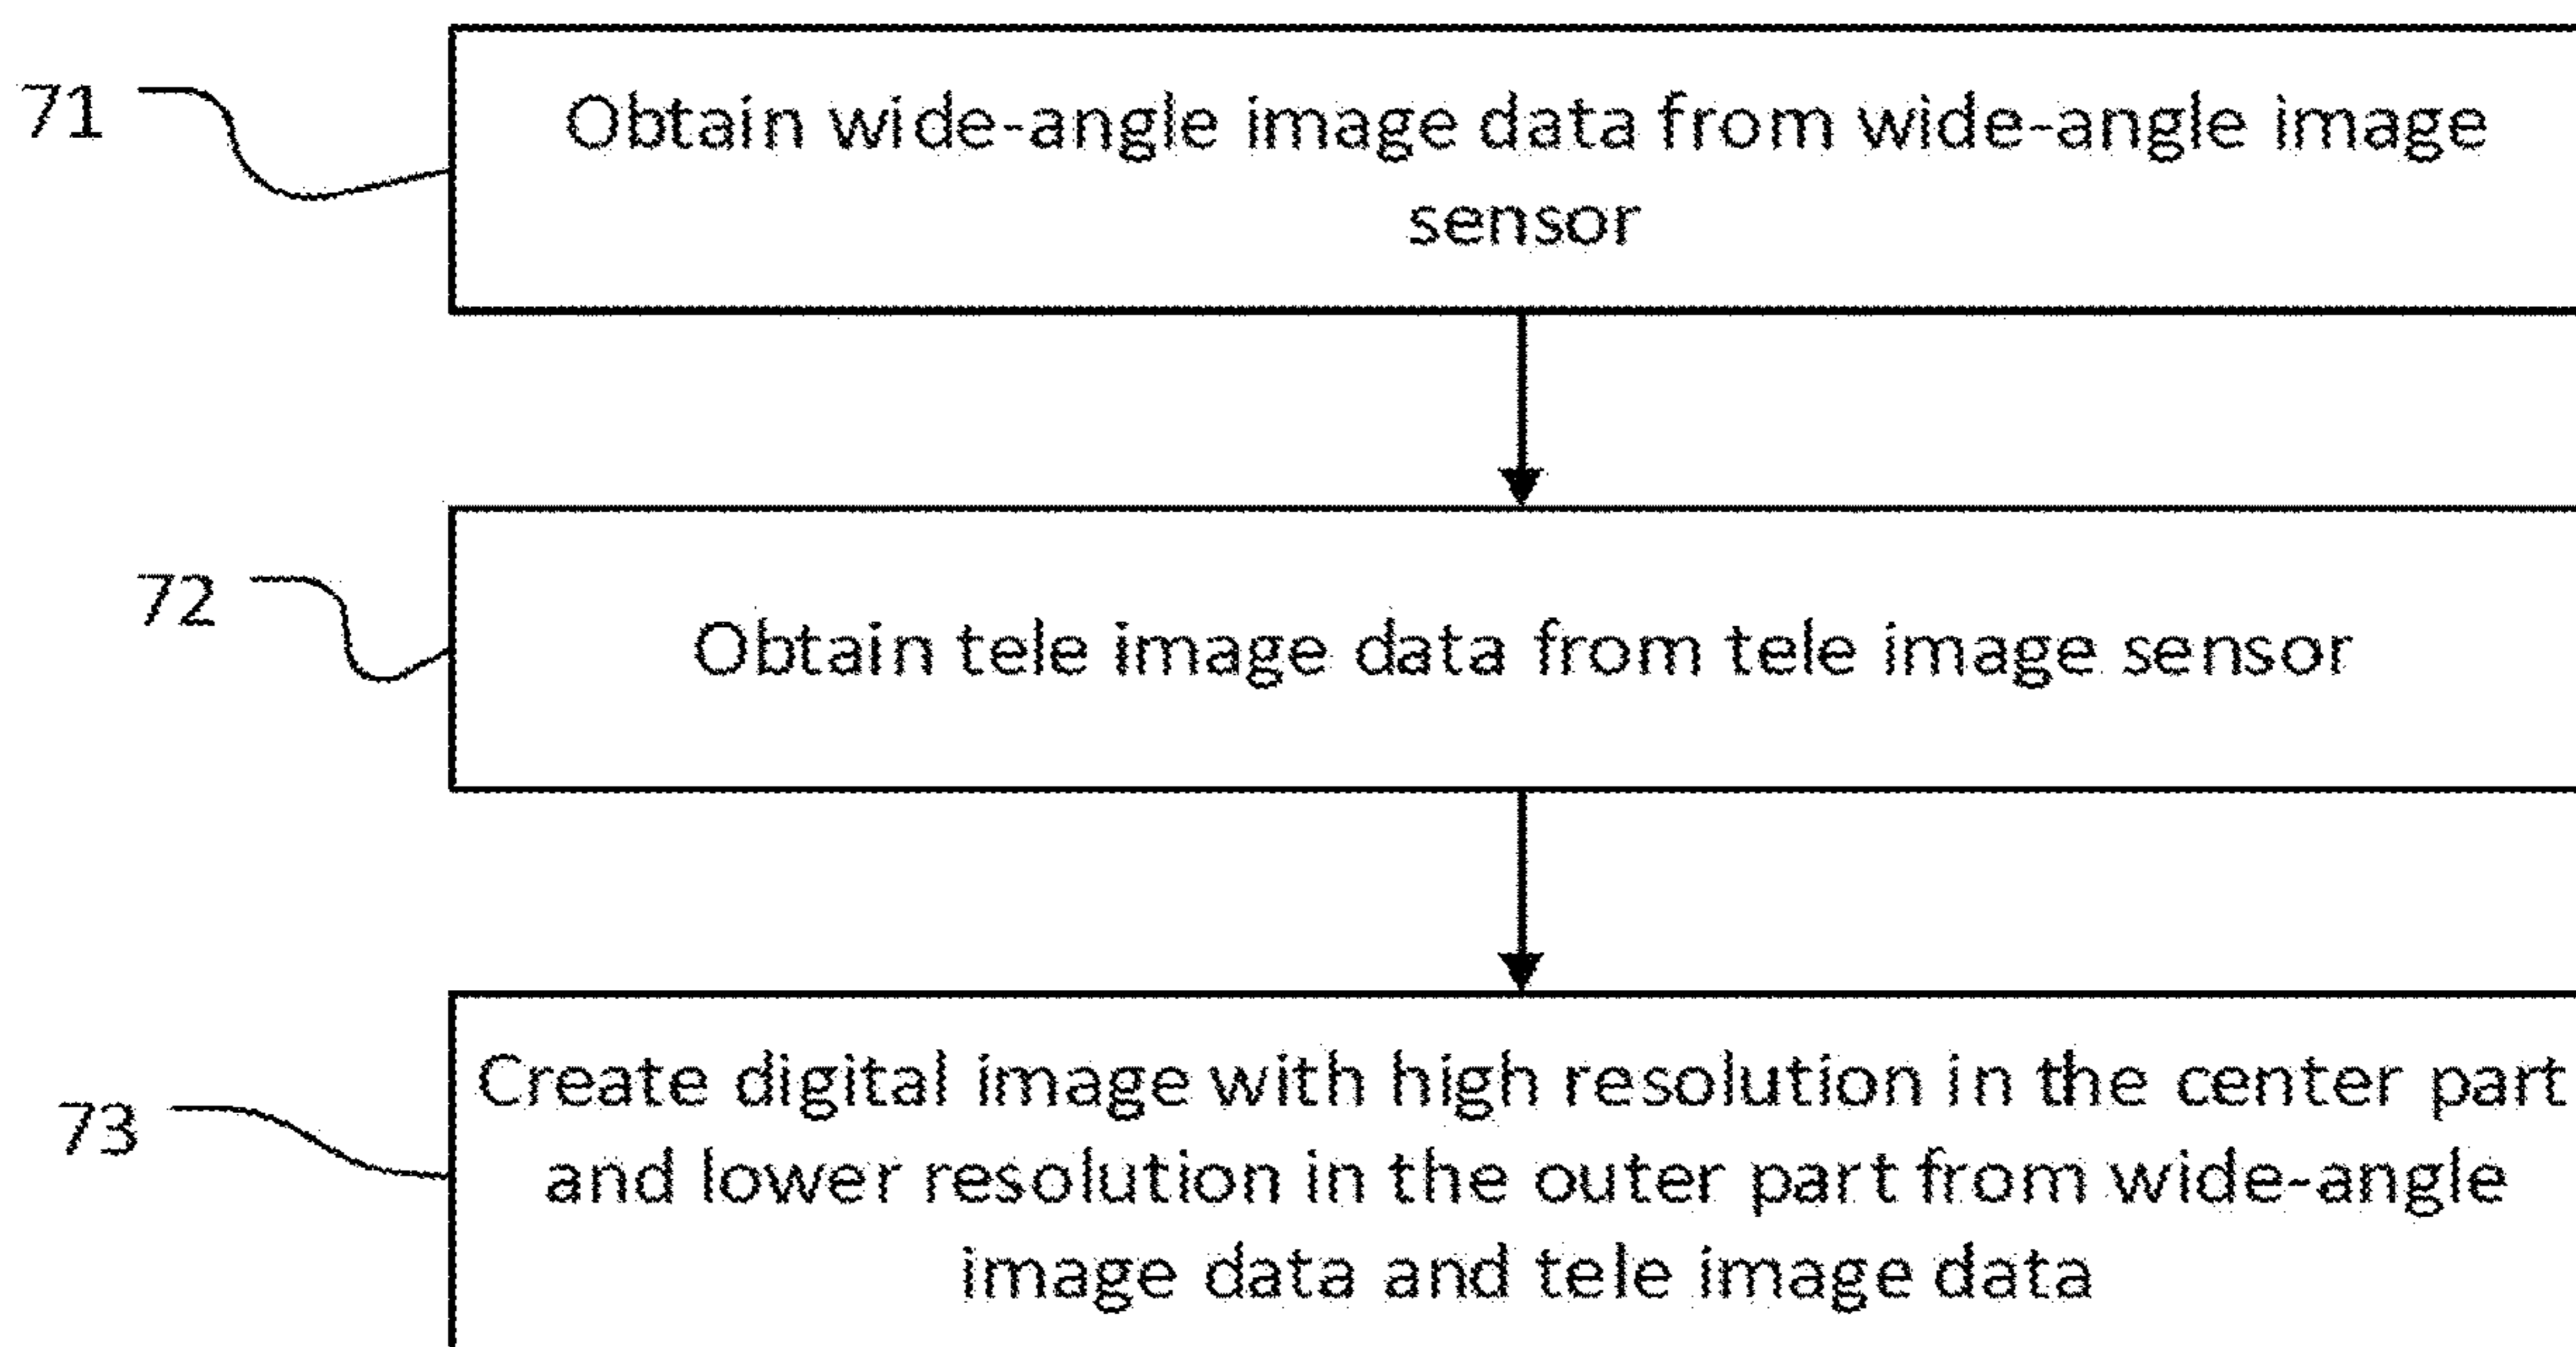 71
Obtain wide-angle image data from wide-angle image
sensor
72
Obtain tele image data from tele image sensor
73
Create digital image with high resolution in the center part
and lower resolution in the outer part from wide-angle
image data and tele image data